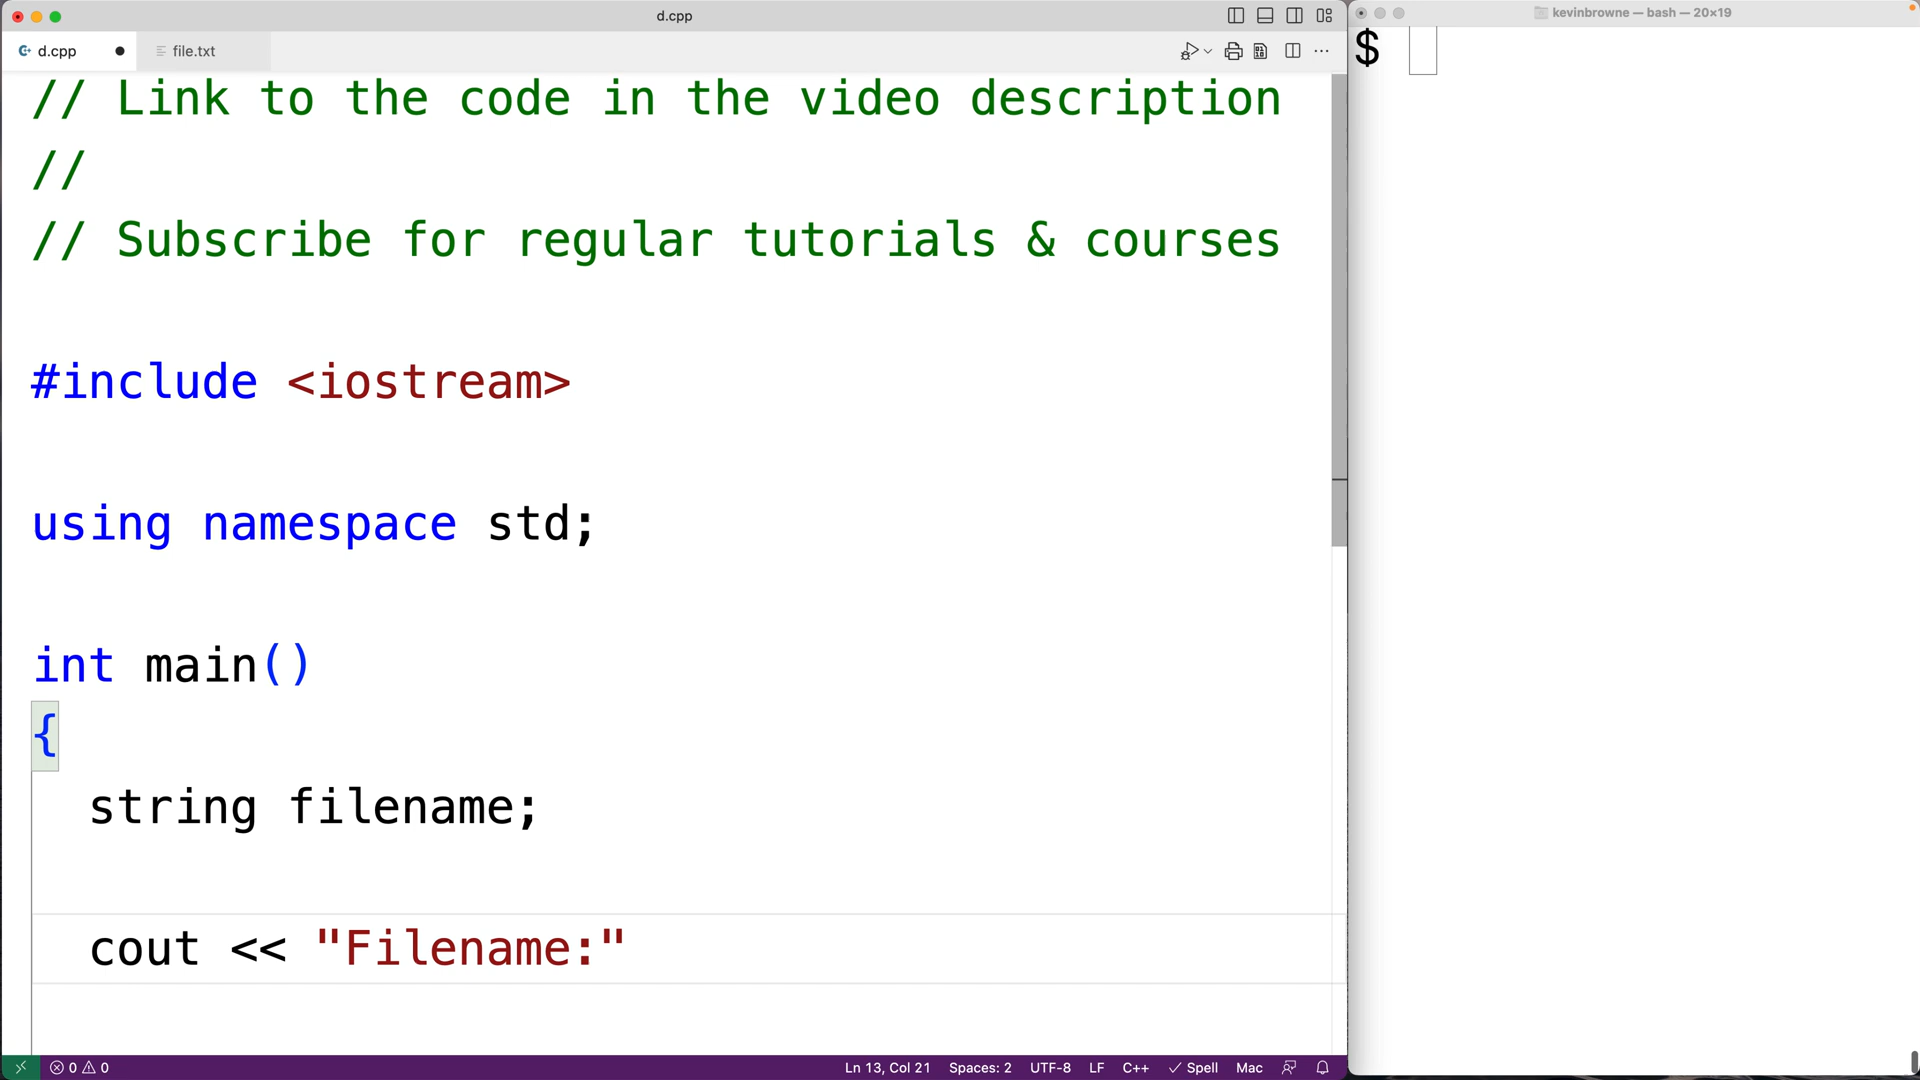 d.cpp
d.cpp
file.txt
// Link to the code in the video description
//
// Subscribe for regular tutorials & courses
#include <iostream>
using namespace std;
int main()
{
string filename;
cout << "Filename:"
0 0
Ln 13, Col 21 Spaces: 2 UTF-8 LF C++ Spell Mac
kevinbrowne — bash — 20×19
$